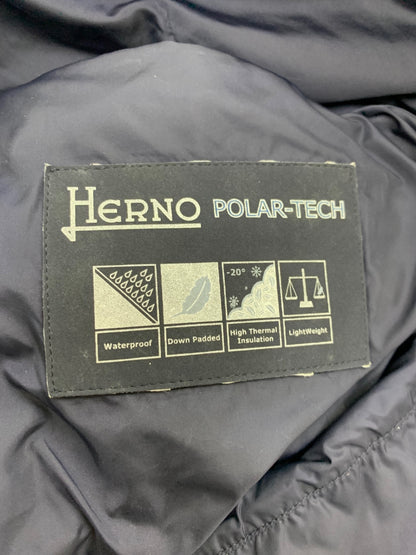 HERNO POLAR-TECH
-20°
Waterproof
Down Padded
High Thermal
Insulation
LightWeight